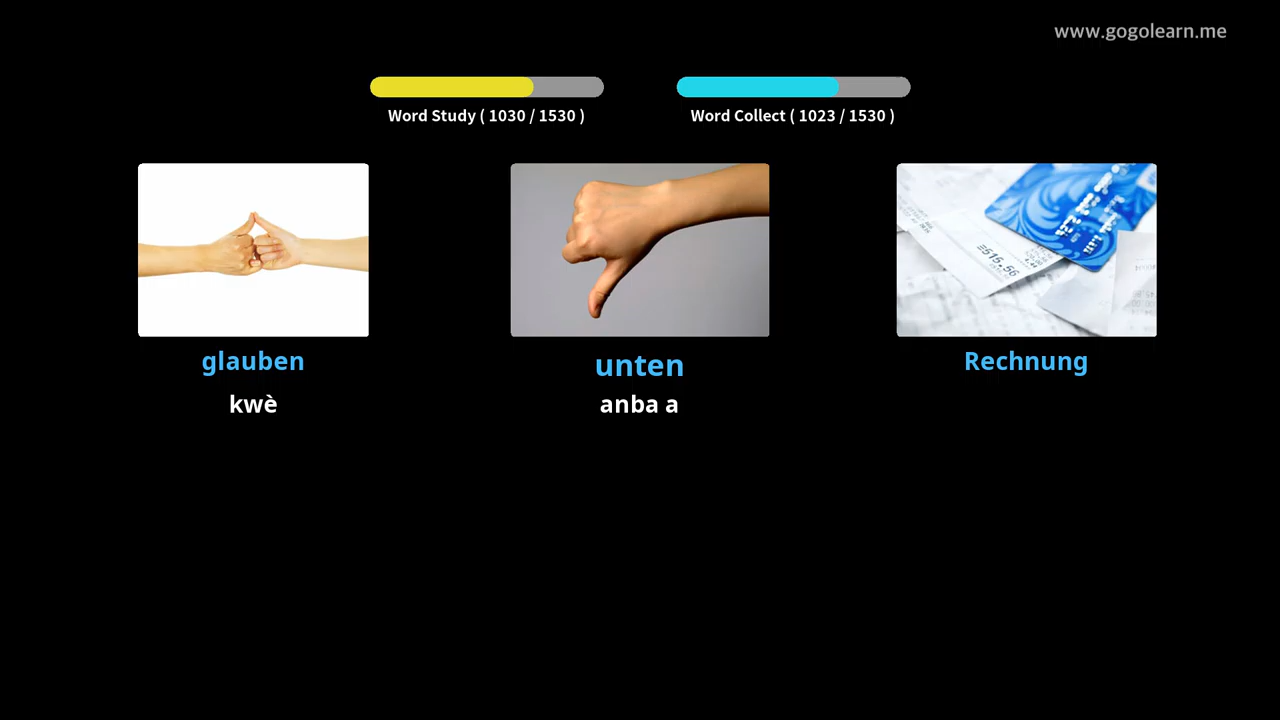 www.gogolearn.me
Word Study ( 1030 / 1530 )
Word Collect ( 1023 / 1530 )
glauben
unten
Rechnung
kwè
anba a